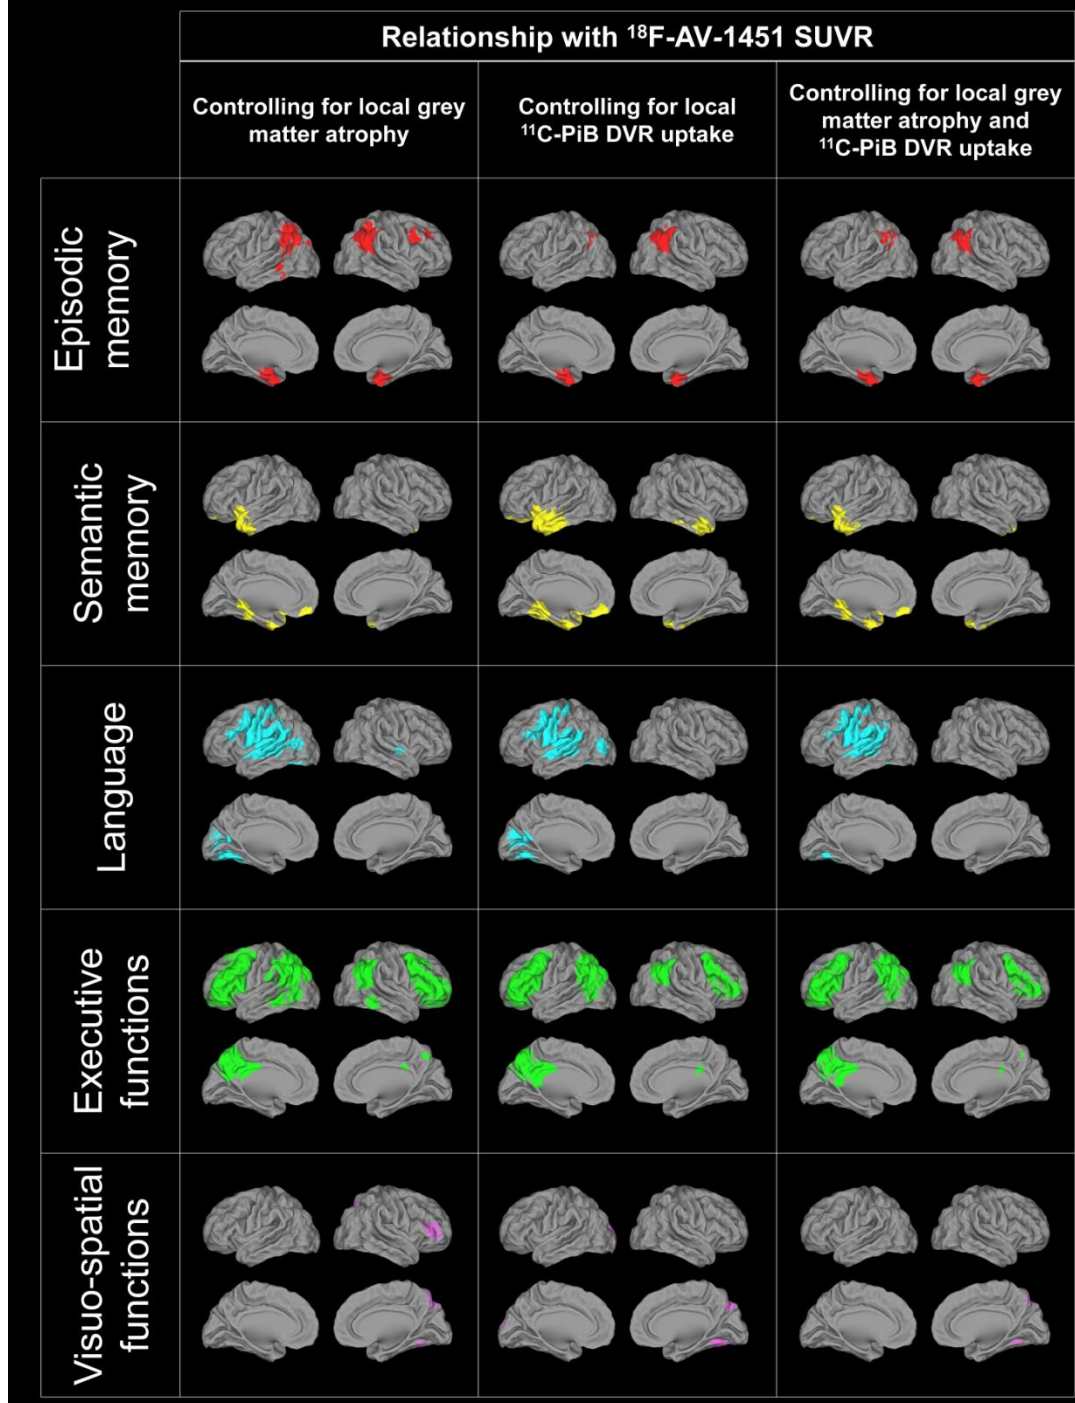 Relationship with ¹⁸F-AV-1451 SUVR
Controlling for local grey
matter atrophy
Controlling for local
¹¹C-PiB DVR uptake
Controlling for local grey
matter atrophy and
¹¹C-PiB DVR uptake
Episodic
memory
Semantic
memory
Language
Executive
functions
Visuo-spatial
functions